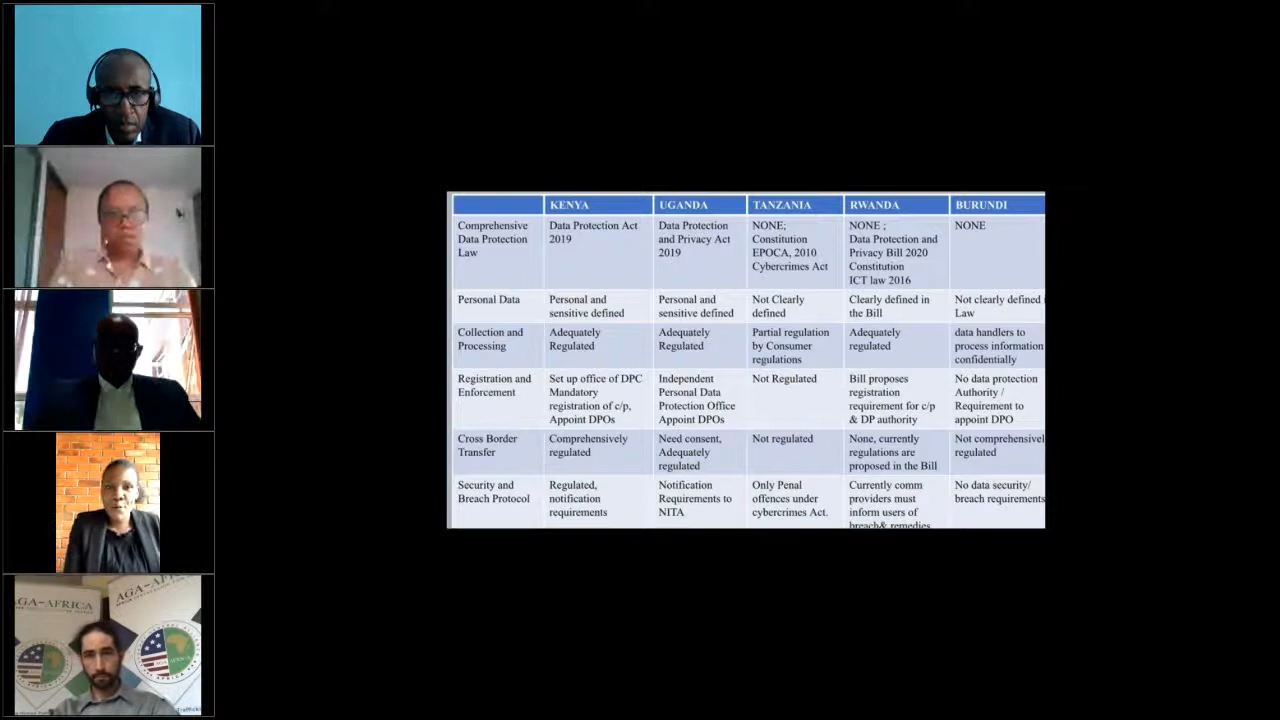 KENYA UGANDA TANZANIA RWANDA BURUNDI
Comprehensive
Data Protection
Law
Data Protection Act
2019
Data Protection
and Privacy Act
2019
NONE;
Constitution
EPOCA, 2010
Cybercrimes Act
NONE ;
Data Protection and
Privacy Bill 2020
Constitution
ICT law 2016
NONE
Personal Data
Personal and
sensitive defined
Personal and
sensitive defined
Not Clearly
defined
Clearly defined in
the Bill
Not clearly defined
Law
Collection and
Processing
Adequately
Regulated
Adequately
Regulated
Partial regulation
by Consumer
regulations
Adequately
regulated
data handlers to
process information
confidentially
Registration and
Enforcement
Set up office of DPC
Mandatory
registration of c/p,
Appoint DPOs
Independent
Personal Data
Protection Office
Appoint DPOs
Not Regulated
Bill proposes
registration
requirement for c/p
& DP authority
No data protection
Authority /
Requirement to
appoint DPO
Cross Border
Transfer
Comprehensively
regulated
Need consent,
Adequately
regulated
Not regulated
None, currently
regulations are
proposed in the Bill
Not comprehensivel
regulated
Security and
Breach Protocol
Regulated,
notification
requirements
Notification
Requirements to
NITA
Only Penal
offences under
cybercrimes Act.
Currently comm
providers must
inform users of
breach& remedies
No data security/
breach requirements
AGA-AFRICA
AGA-AFRICA